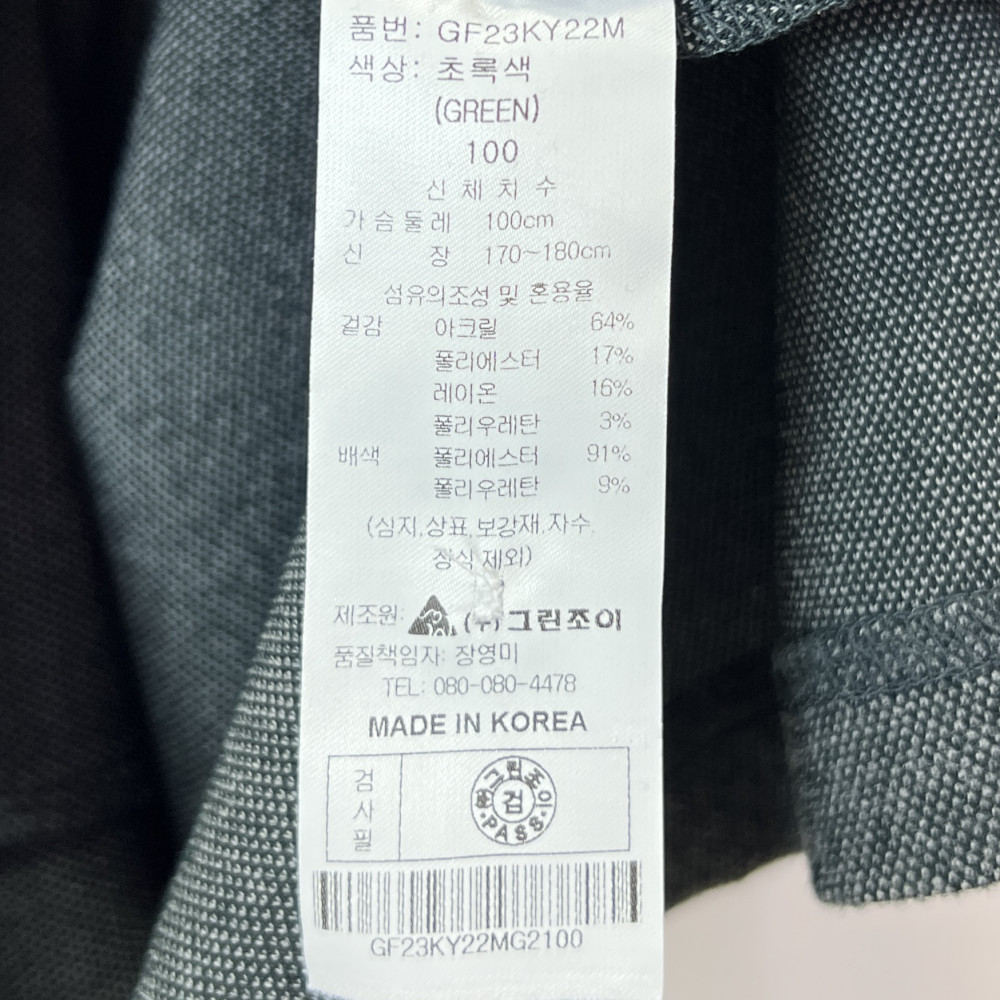 품번: GF23KY22M
색상: 초록색
(GREEN)
100
신 체 치 수
가슴둘레 100cm
신 장 170~180cm
섬유의조성 및 혼용율
겉감 아크릴 64%
폴리에스터 17%
레이온 16%
폴리우레탄 3%
배색 폴리에스터 91%
폴리우레탄 9%
(심지,상표,보강재,자수,
장식 제외)
제조원: (주)그린조이
품질책임자: 장영미
TEL: 080-080-4478
MADE IN KOREA
검사필
㈜그린조이
검
PASS
GF23KY22MG2100